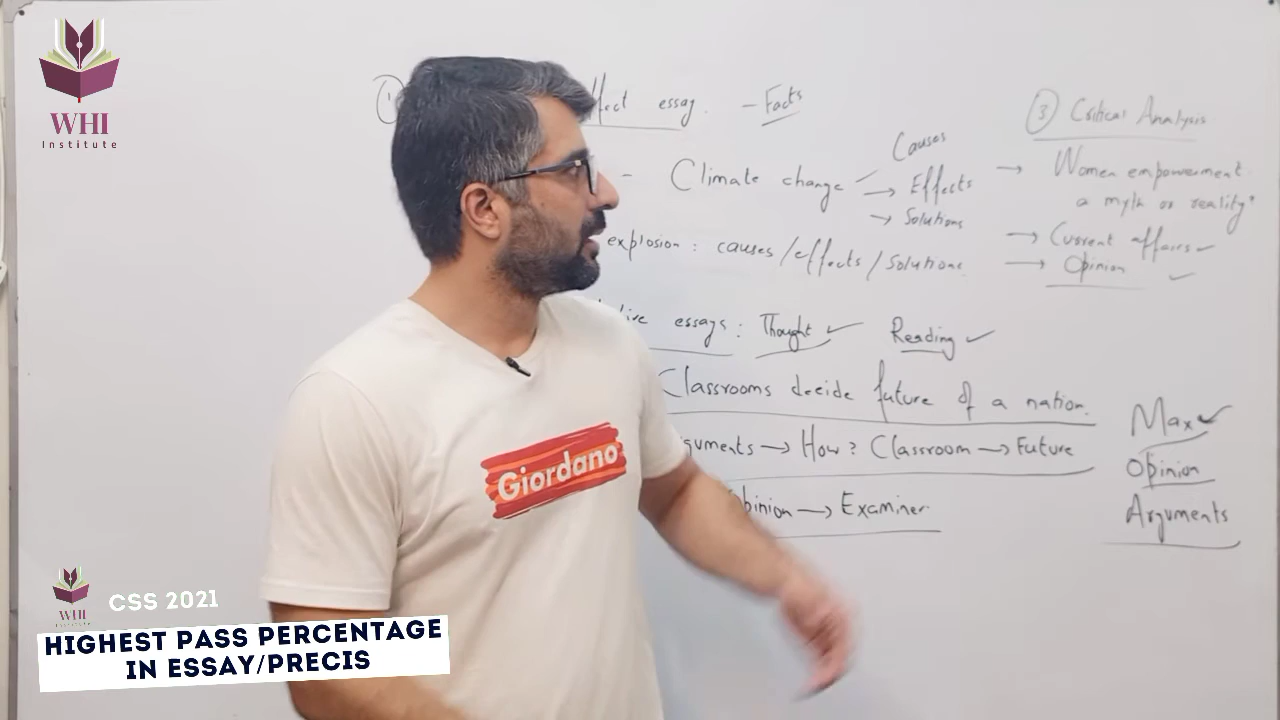 WHI
Institute
①
ffect essay. - Facts
- Climate change
Causes
→ Effects
→ Solutions
explosion : causes/effects/Solutions
③ Critical Analysis
→ Women empowerment
a myth or reality
→ Current affairs ✓
→ Opinion ✓
tive essays : Thought ✓ Reading ✓
Classrooms decide future of a nation.
guments → How? Classroom → Future
pinion → Examiner
Max ✓
Opinion
Arguments
Giordano
WHI
CSS 2021
HIGHEST PASS PERCENTAGE
IN ESSAY/PRECIS